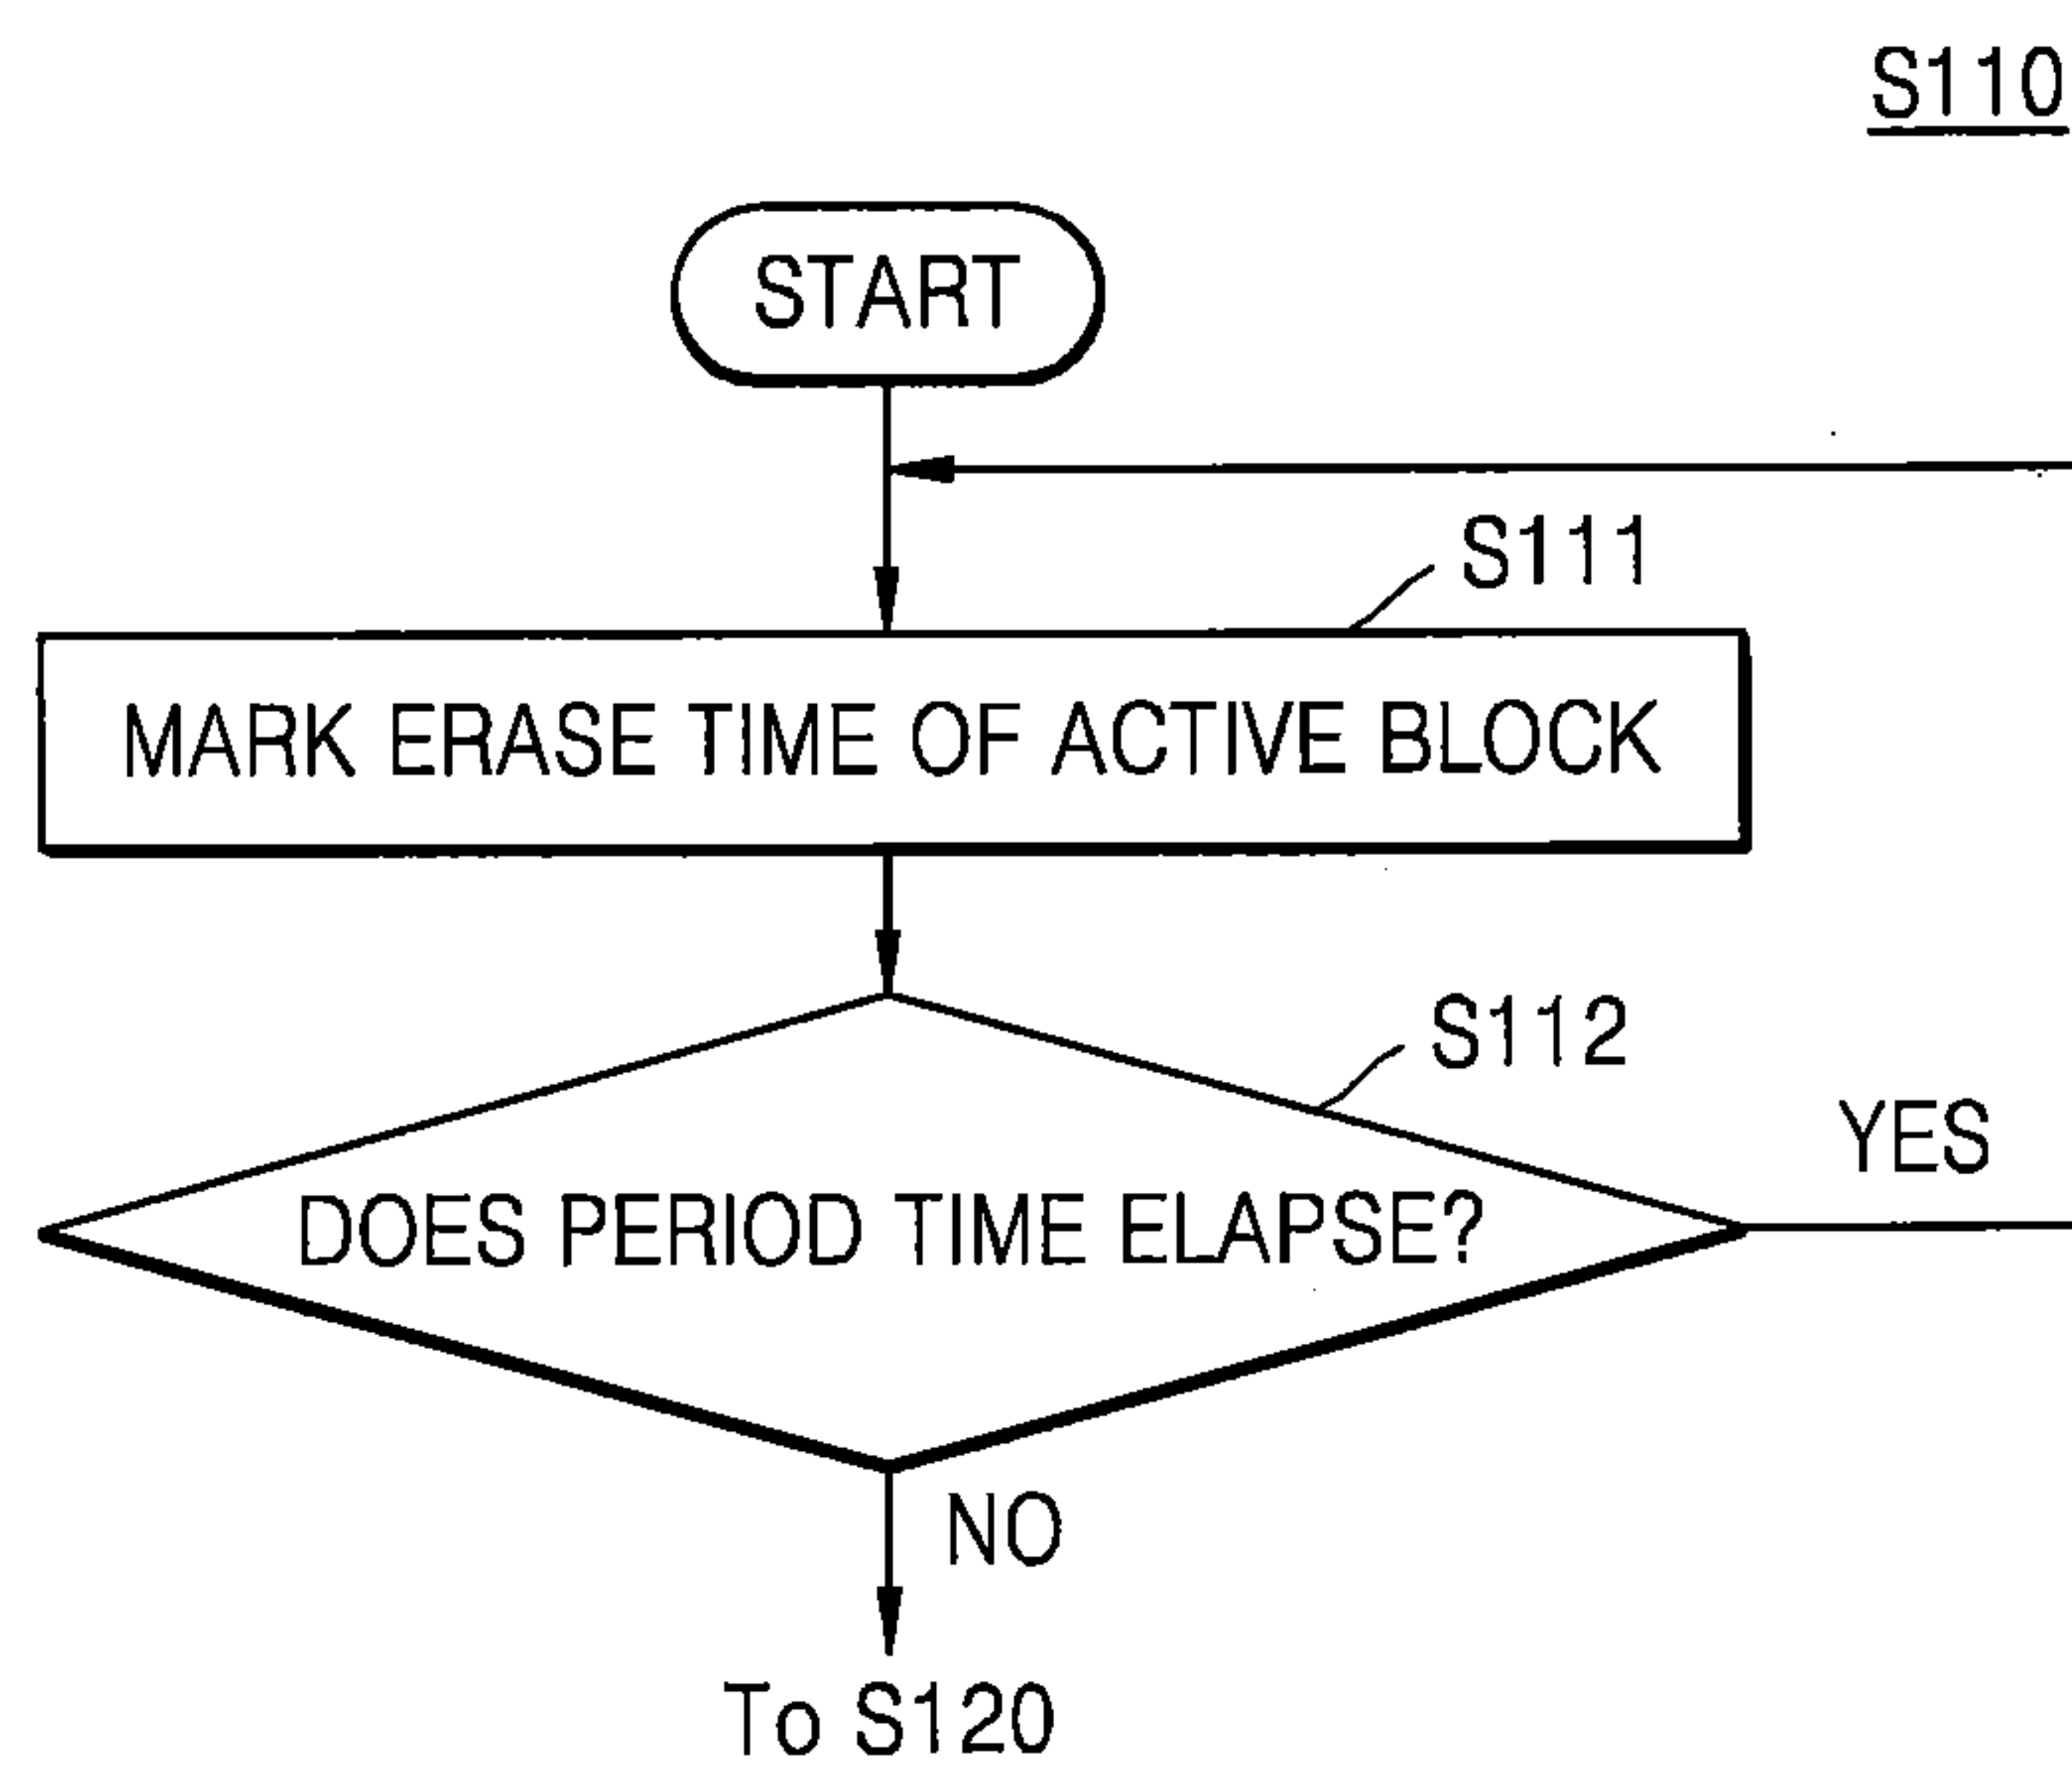 S110
START
S111
MARK ERASE TIME OF ACTIVE BLOCK
S112
YES
DOES PERIOD TIME ELAPSE?
NO
To S120